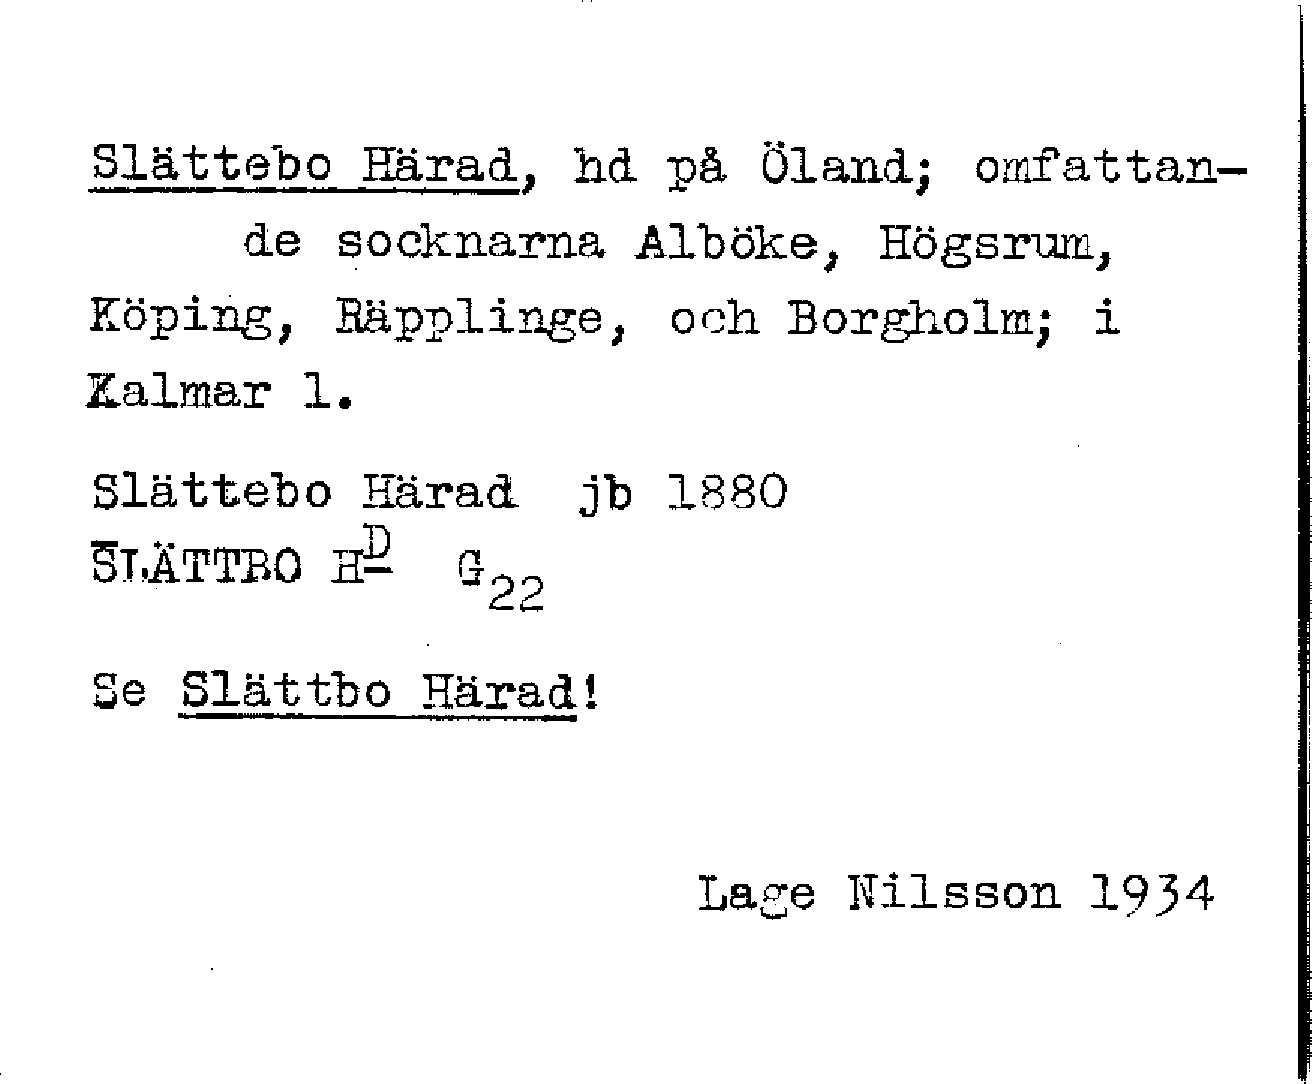 Slättebo Härad, hd på Öland; omfattan-
de socknarna Alböke, Högsrum,
Köping, Räpplinge, och Borgholm; i
Kalmar l.
Slättebo Härad jb 1880
SLÄTTBO HD G22
Se Slättbo Härad!
Lage Nilsson 1934